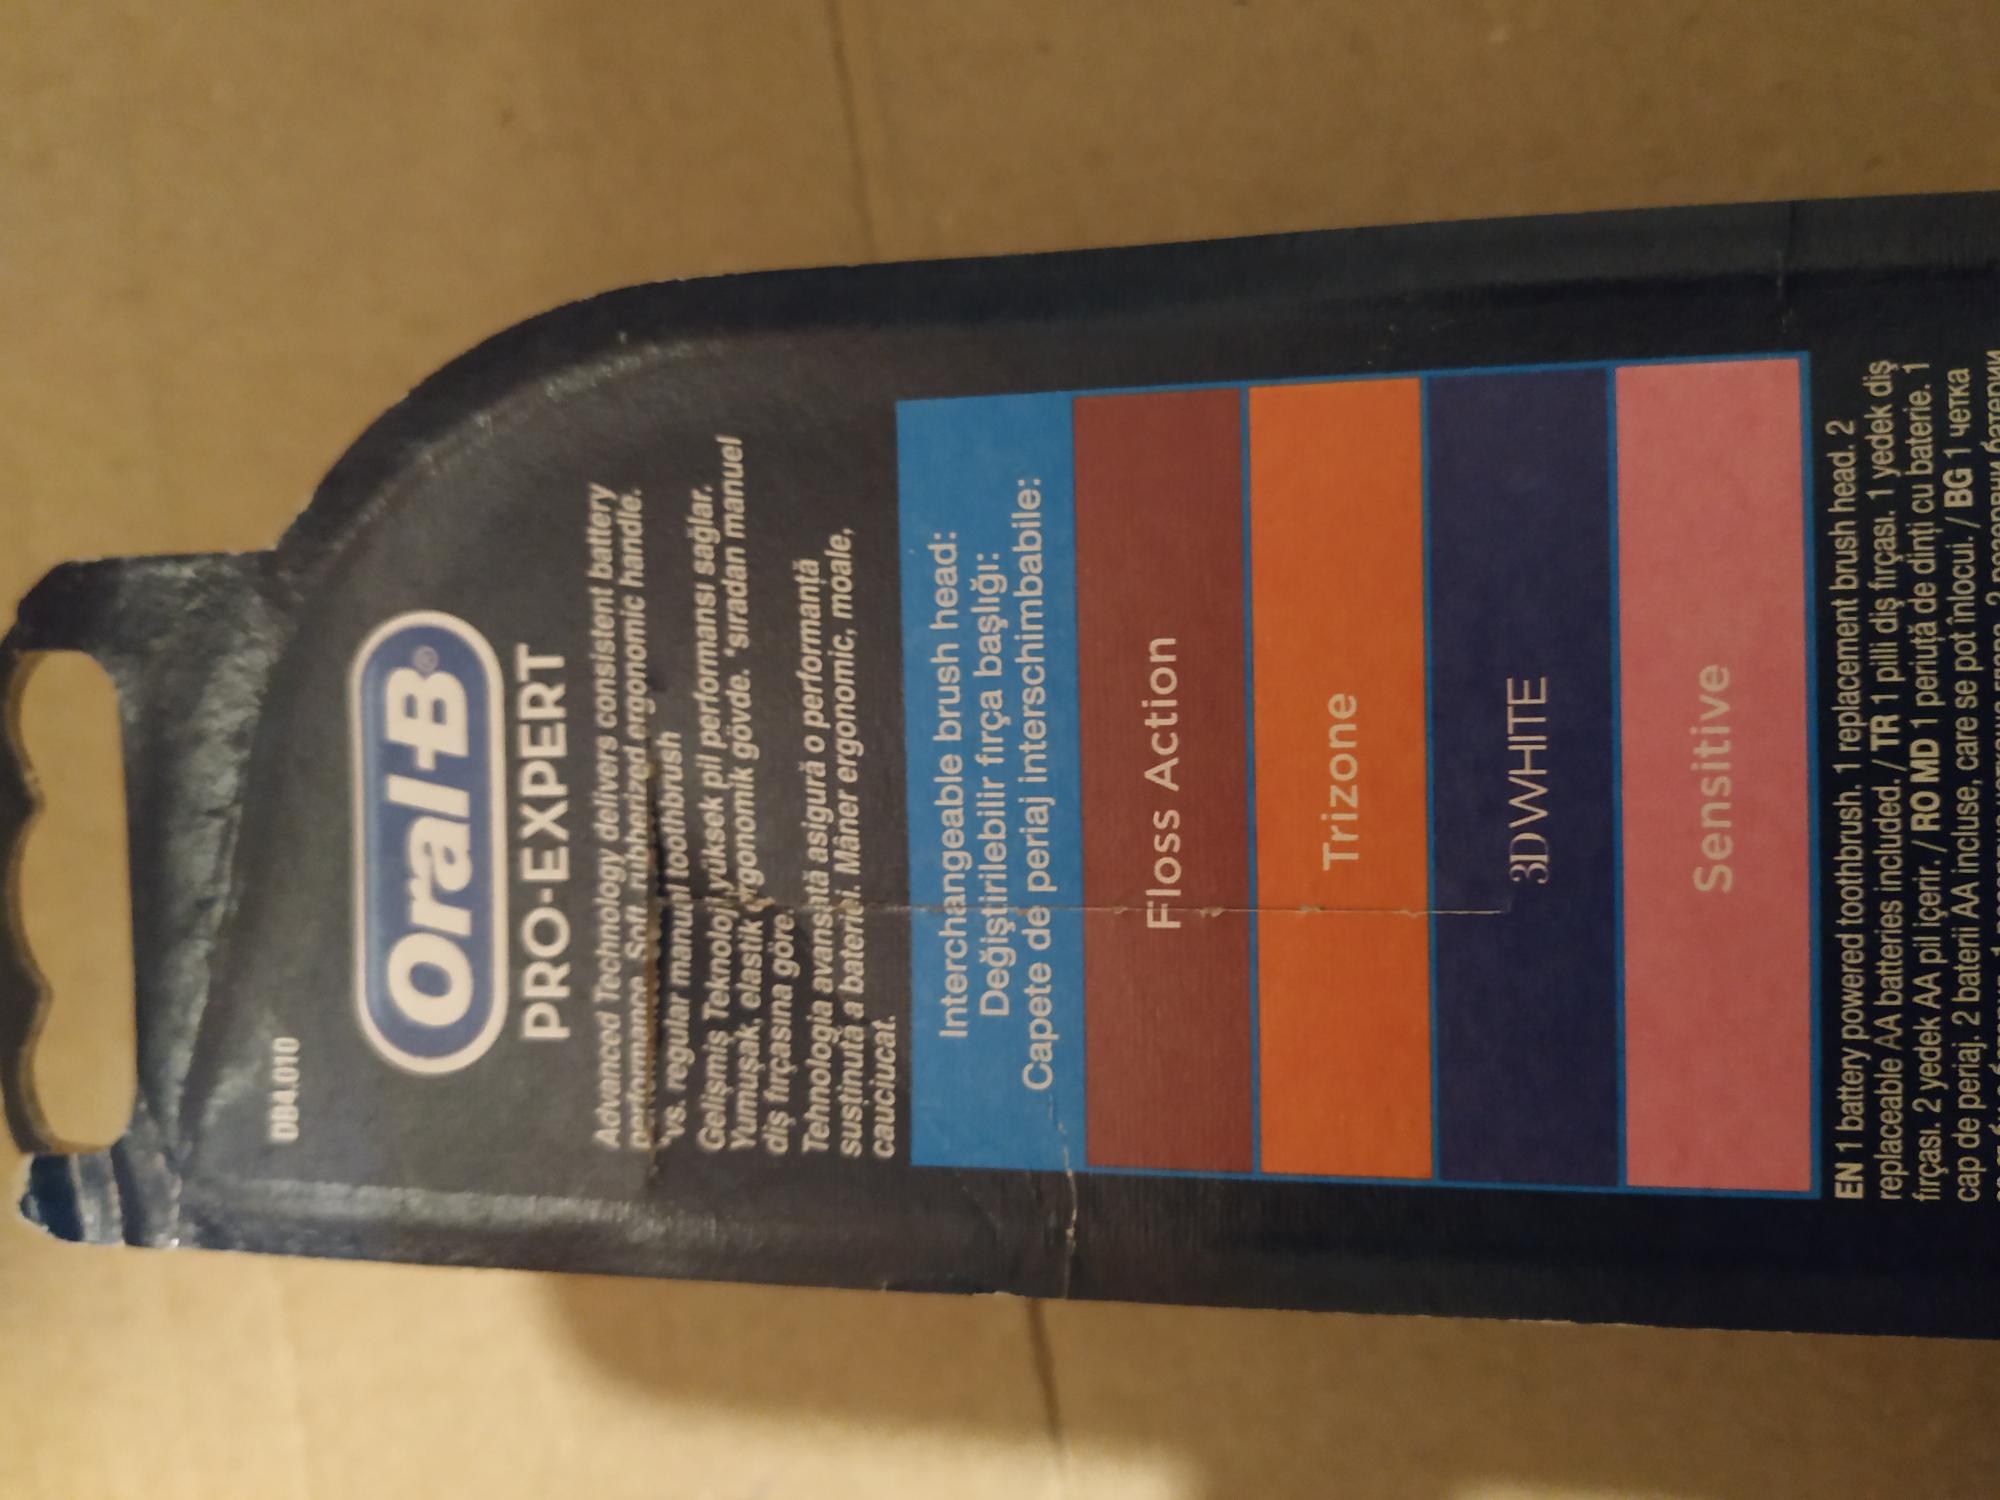 DB4.010
Oral-B®
PRO-EXPERT
Advanced Technology delivers consistent battery
performance. Soft, rubberized ergonomic handle.
*vs. regular manual toothbrush
Gelişmiş Teknoloji, yüksek pil performansı sağlar.
Yumuşak, elastik ergonomik gövde. *sıradan manuel
diş fırçasına göre.
Tehnologia avansată asigură o performanță
susținută a bateriei. Mâner ergonomic, moale,
cauciucat.
Interchangeable brush head:
Değiştirilebilir fırça başlığı:
Capete de periaj interschimbabile:
Floss Action
Trizone
3DWHITE
Sensitive
EN 1 battery powered toothbrush. 1 replacement brush head. 2
replaceable AA batteries included. / TR 1 pilli diş fırçası. 1 yedek diş
fırçası. 2 yedek AA pil içerir. / RO MD 1 periuță de dinți cu baterie. 1
cap de periaj. 2 baterii AA incluse, care se pot înlocui. / BG 1 четка